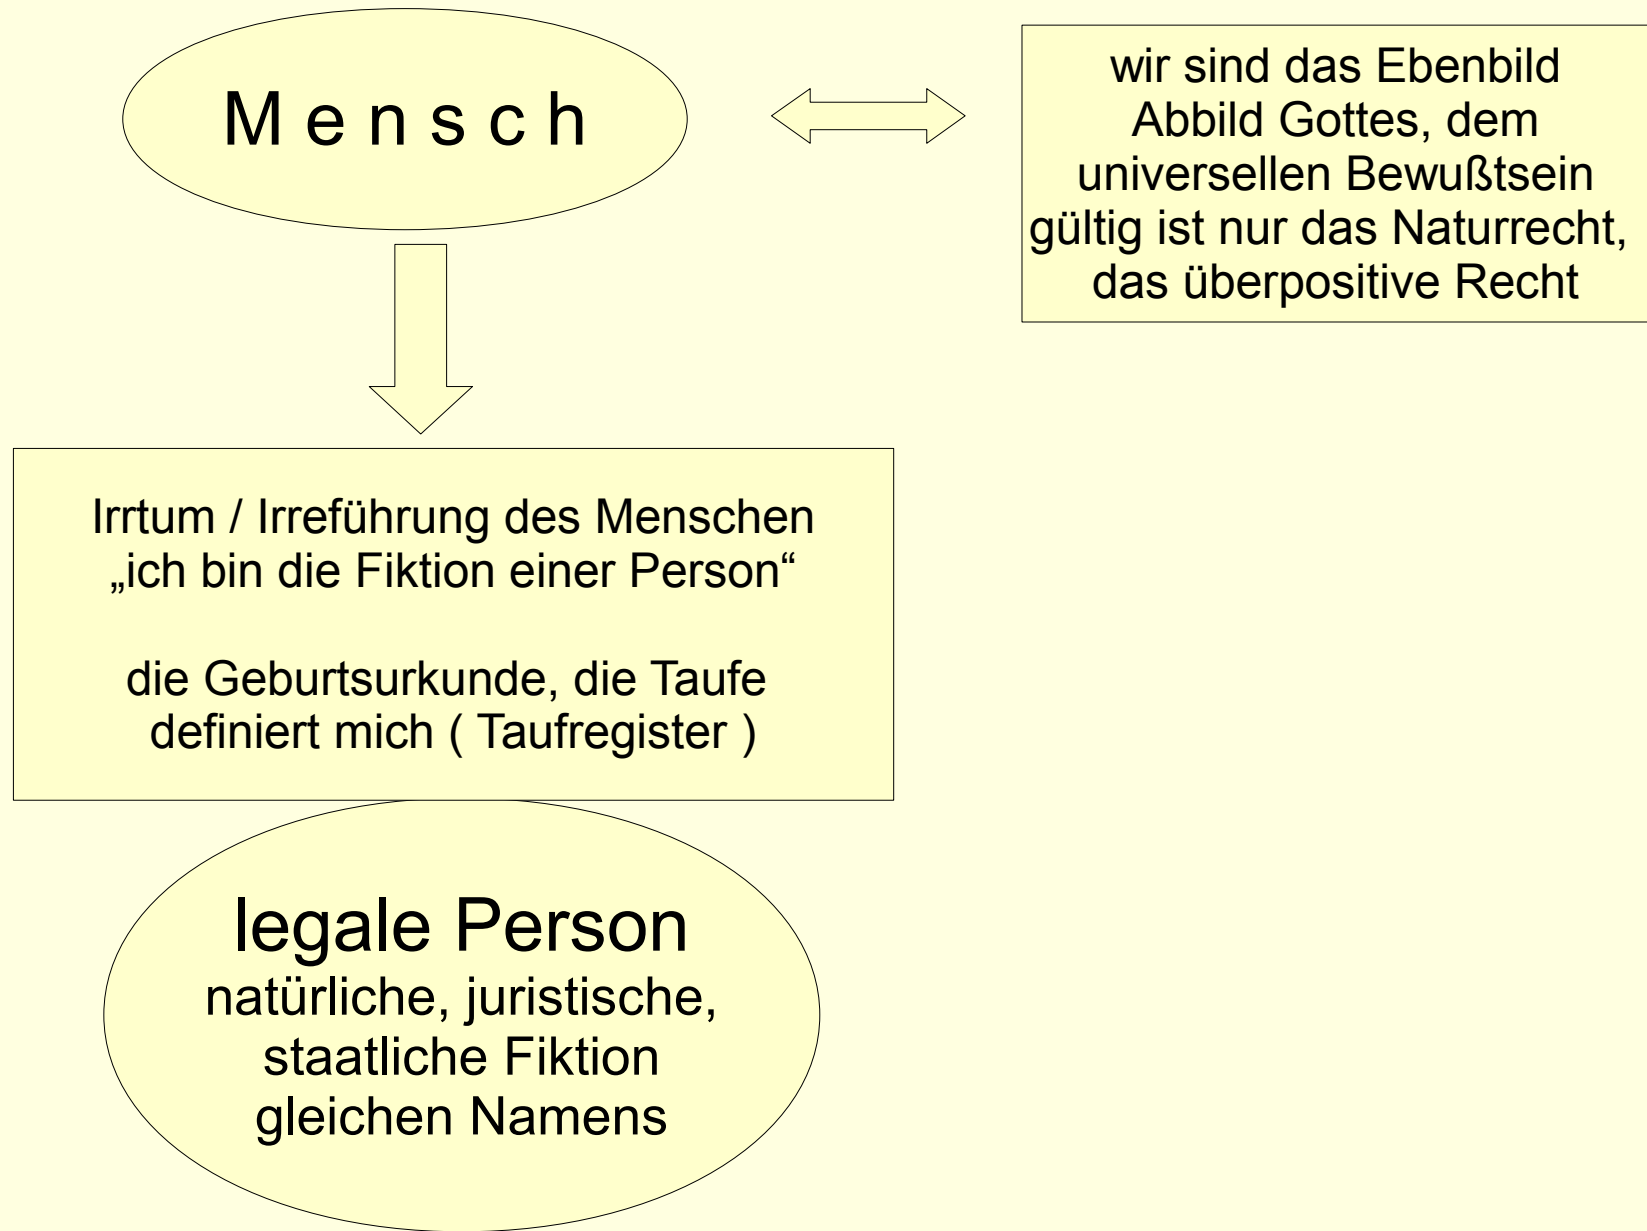 M e n s c h
wir sind das Ebenbild
Abbild Gottes, dem
universellen Bewußtsein
gültig ist nur das Naturrecht,
das überpositive Recht
Irrtum / Irreführung des Menschen
„ich bin die Fiktion einer Person“
die Geburtsurkunde, die Taufe
definiert mich ( Taufregister )
legale Person
natürliche, juristische,
staatliche Fiktion
gleichen Namens